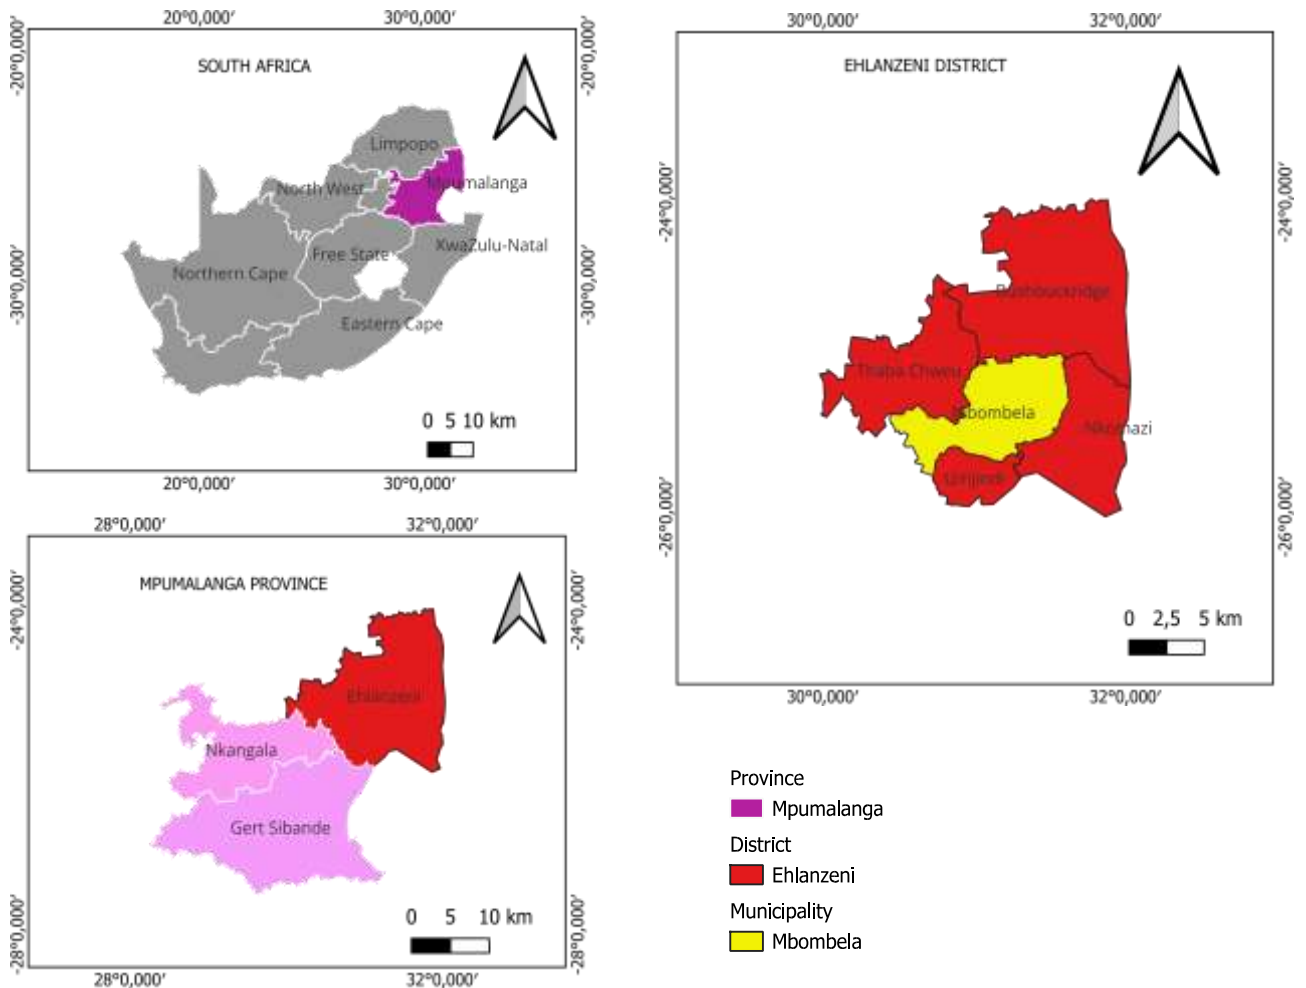 20°0,000′ 30°0,000′
-20°0,000′ -20°0,000′
SOUTH AFRICA
Limpopo
North West
Mpumalanga
Free State
KwaZulu-Natal
Northern Cape
Eastern Cape
-30°0,000′ -30°0,000′
0 5 10 km
20°0,000′ 30°0,000′
28°0,000′ 32°0,000′
MPUMALANGA PROVINCE
-24°0,000′ -24°0,000′
Ehlanzeni
Nkangala
Gert Sibande
0 5 10 km
-28°0,000′ -28°0,000′
28°0,000′ 32°0,000′
30°0,000′ 32°0,000′
EHLANZENI DISTRICT
-24°0,000′ -24°0,000′
Thaba Chweu
Mbombela
Nkomazi
Umjindi
-26°0,000′ -26°0,000′
0 2,5 5 km
30°0,000′ 32°0,000′
Province
Mpumalanga
District
Ehlanzeni
Municipality
Mbombela